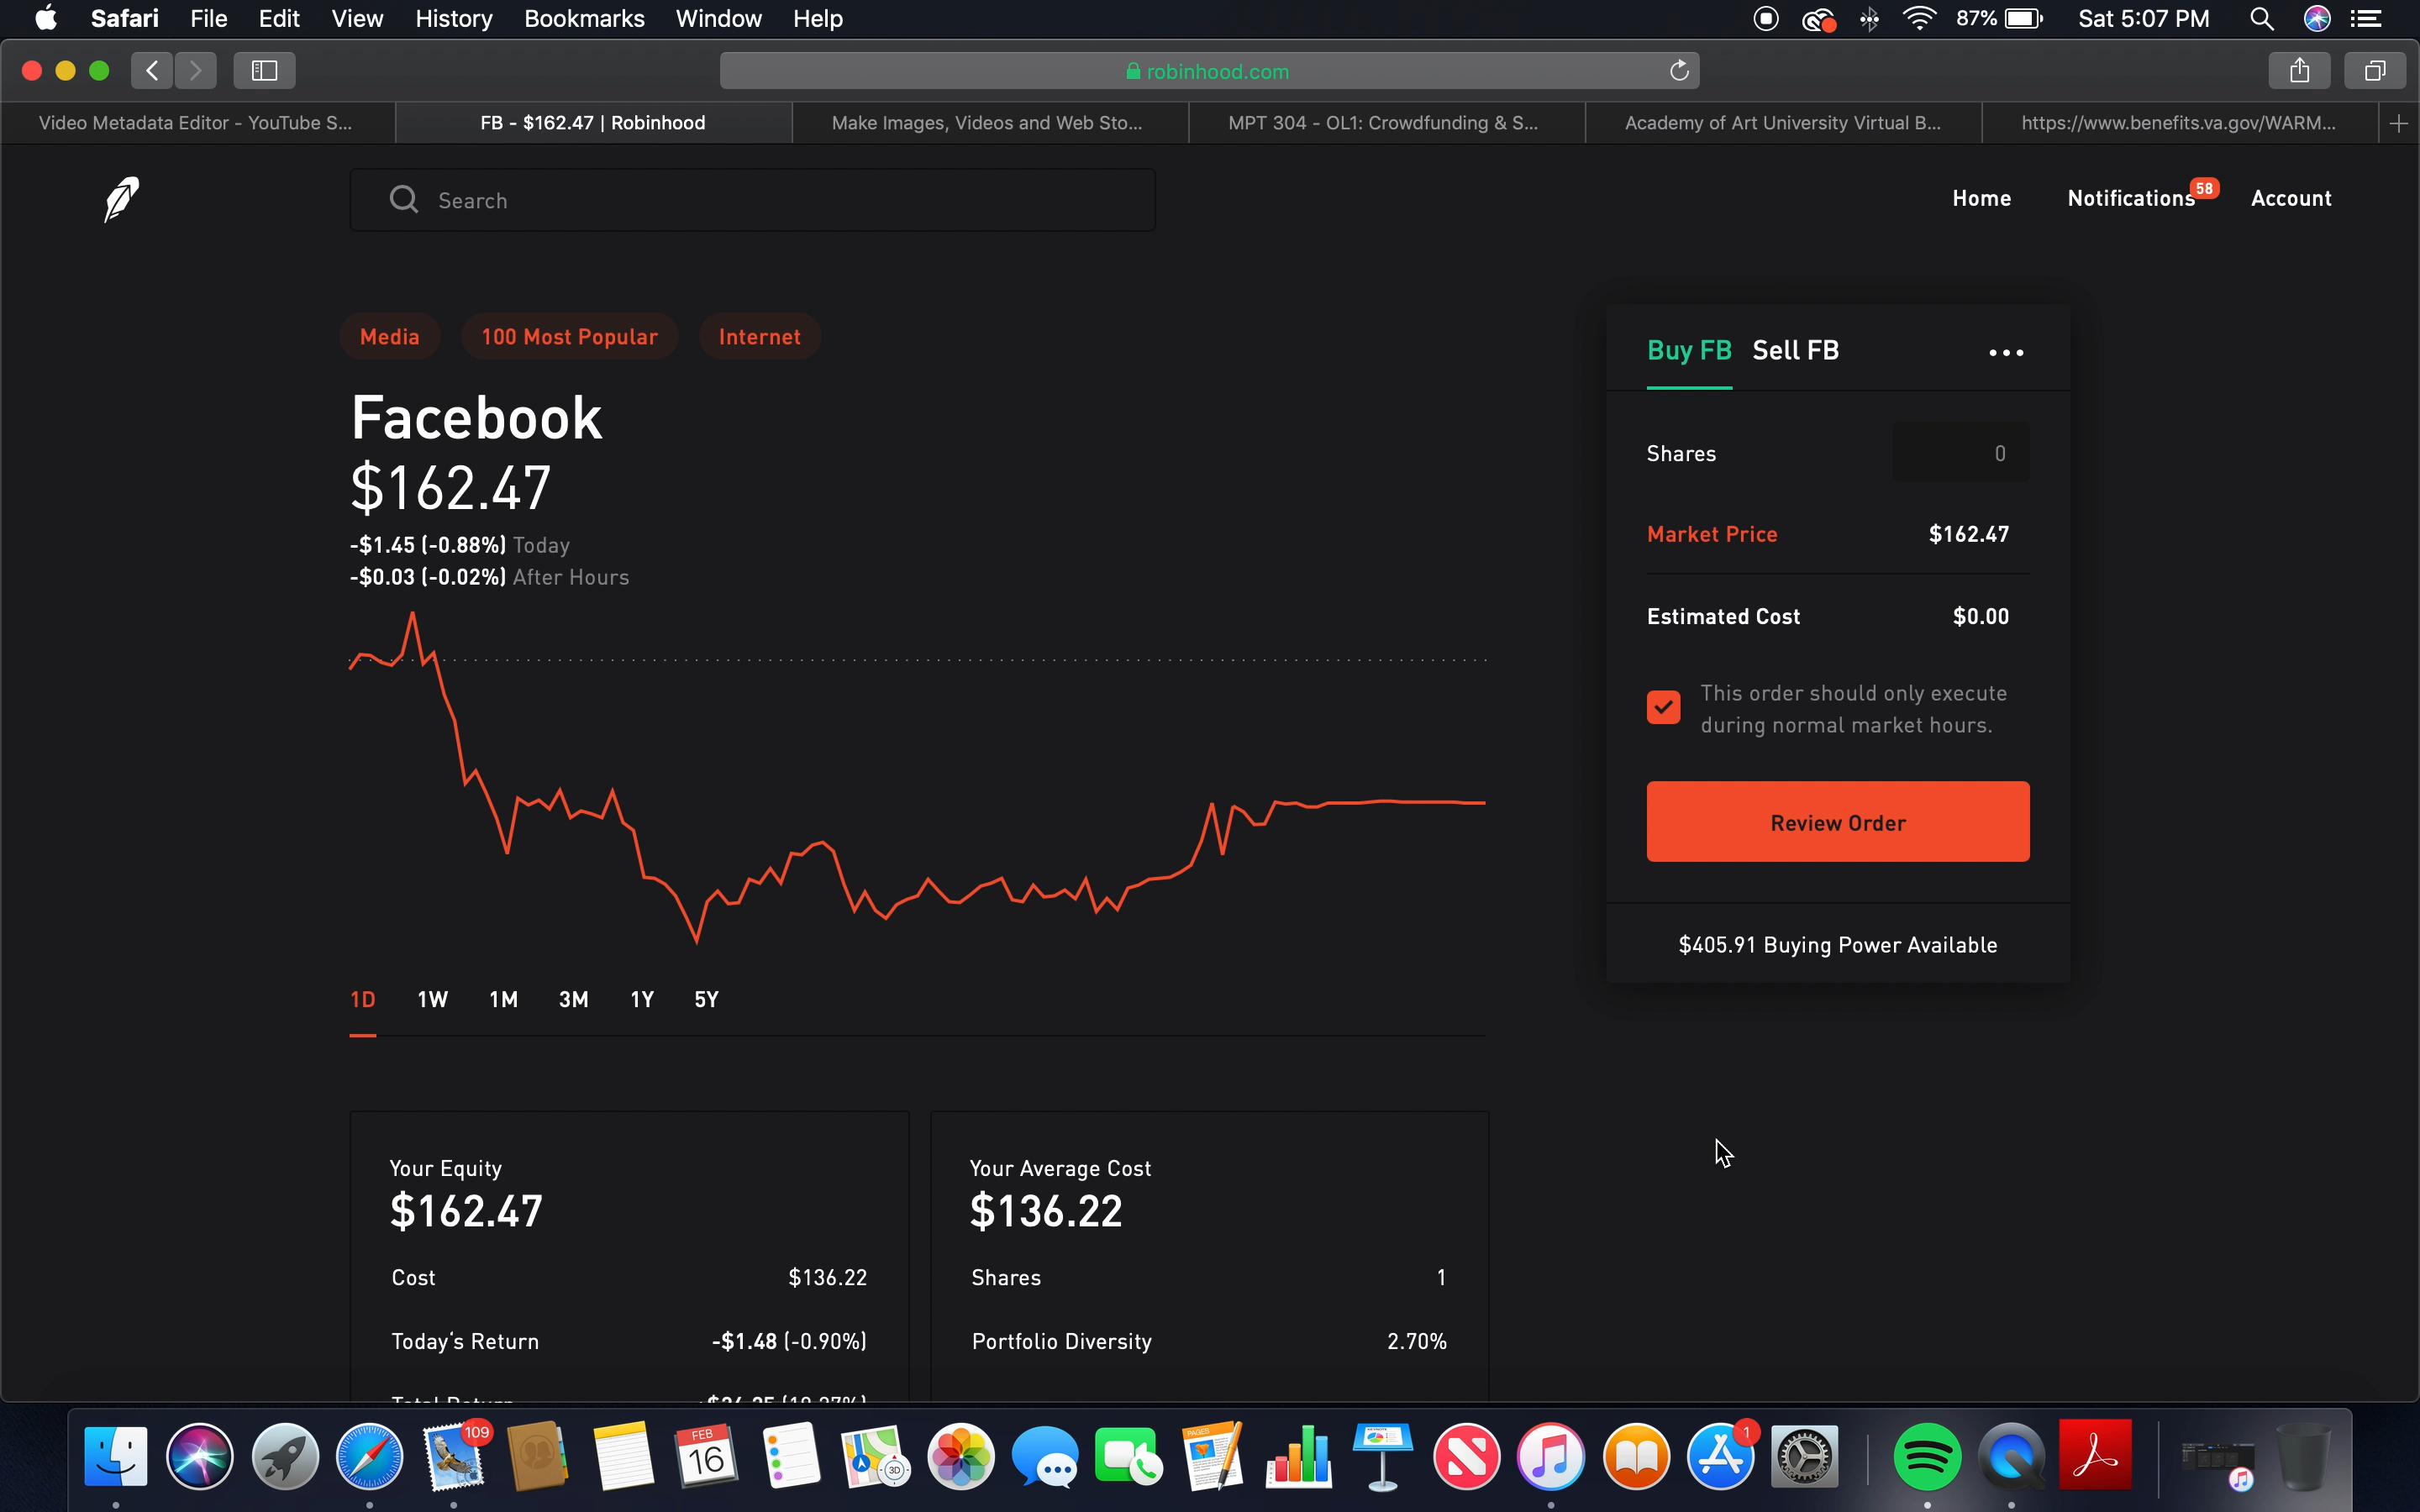 Safari File Edit View History Bookmarks Window Help 87% Sat 5:07 PM
robinhood.com
Video Metadata Editor - YouTube S... FB - $162.47 | Robinhood Make Images, Videos and Web Sto... MPT 304 - OL1: Crowdfunding & S... Academy of Art University Virtual B... https://www.benefits.va.gov/WARM...
Search Home Notifications 58 Account
Media 100 Most Popular Internet
Facebook
$162.47
-$1.45 (-0.88%) Today
-$0.03 (-0.02%) After Hours
1D 1W 1M 3M 1Y 5Y
Buy FB Sell FB
Shares 0
Market Price $162.47
Estimated Cost $0.00
This order should only execute
during normal market hours.
Review Order
$405.91 Buying Power Available
Your Equity
$162.47
Cost $136.22
Today's Return -$1.48 (-0.90%)
Total Return
Your Average Cost
$136.22
Shares 1
Portfolio Diversity 2.70%
109
FEB
16
3D
PAGES
1